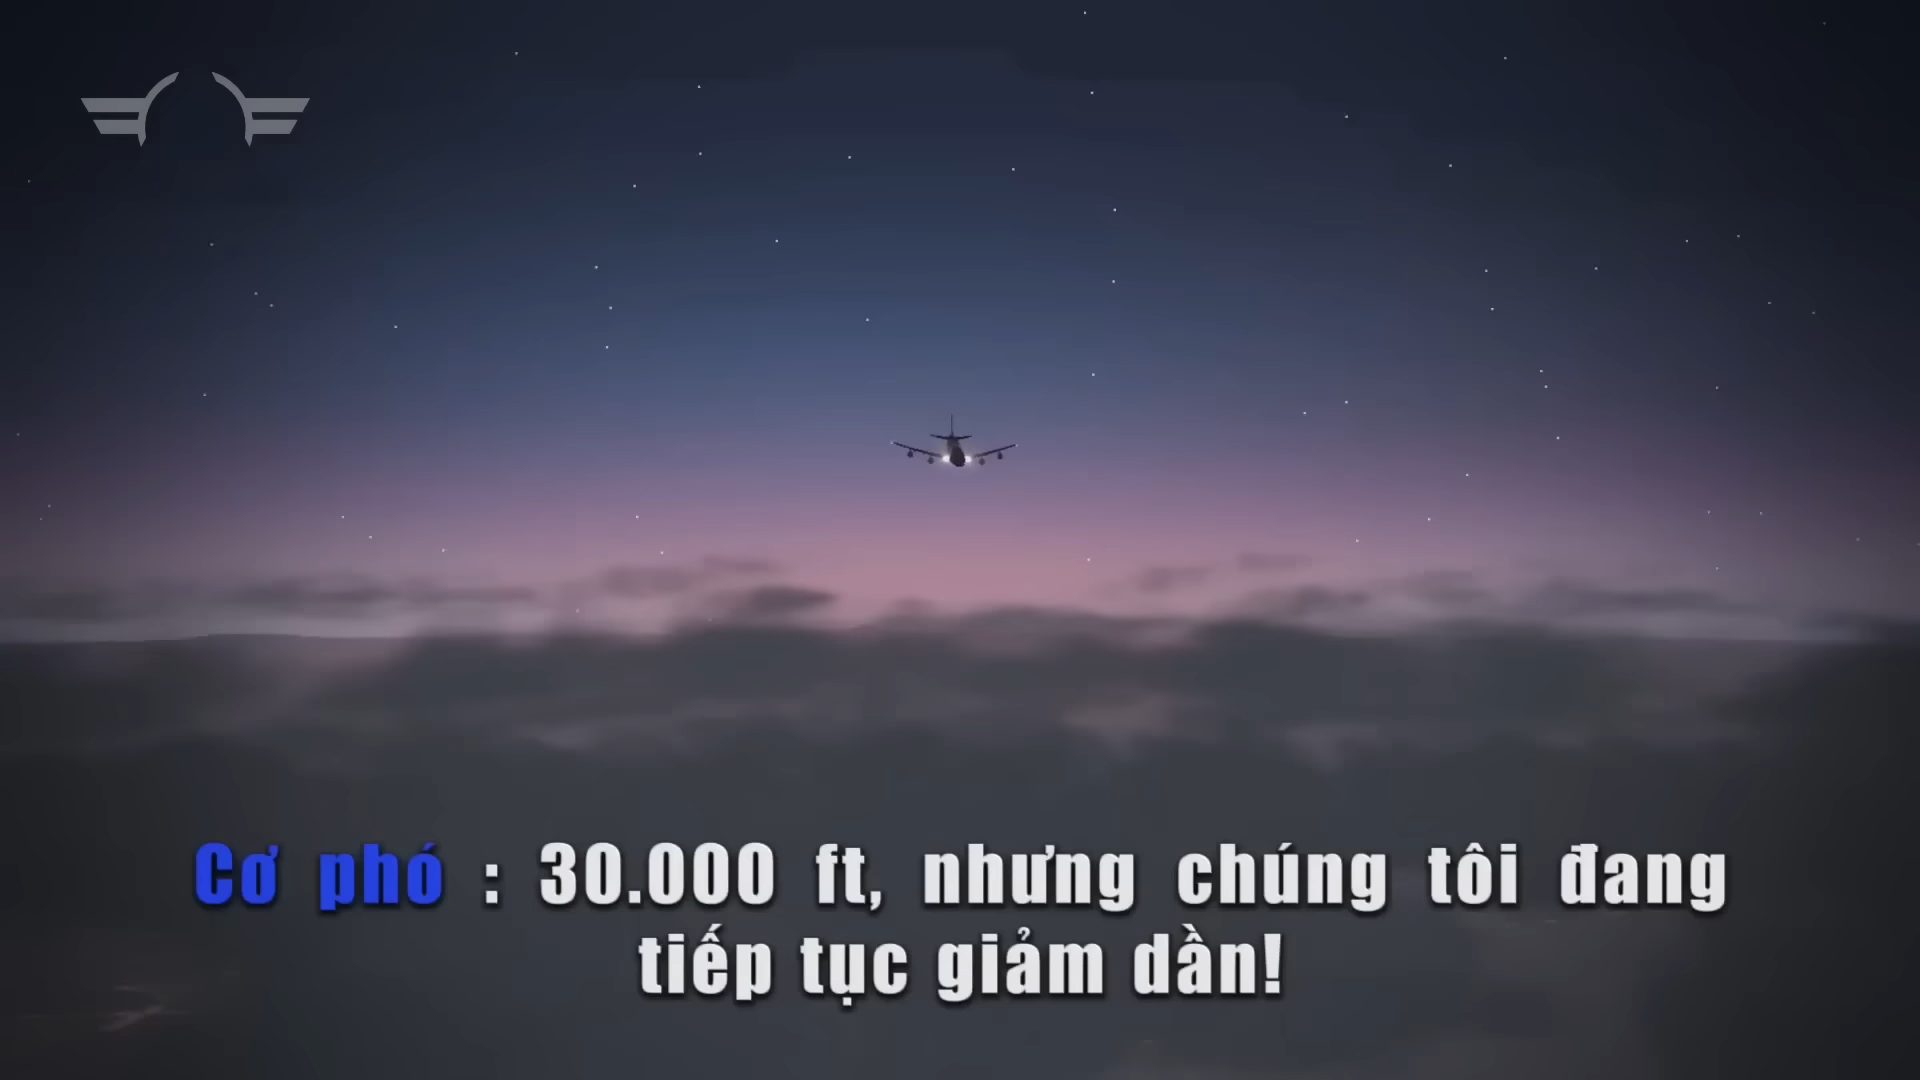 Cơ phó : 30.000 ft, nhưng chúng tôi đang
tiếp tục giảm dần!